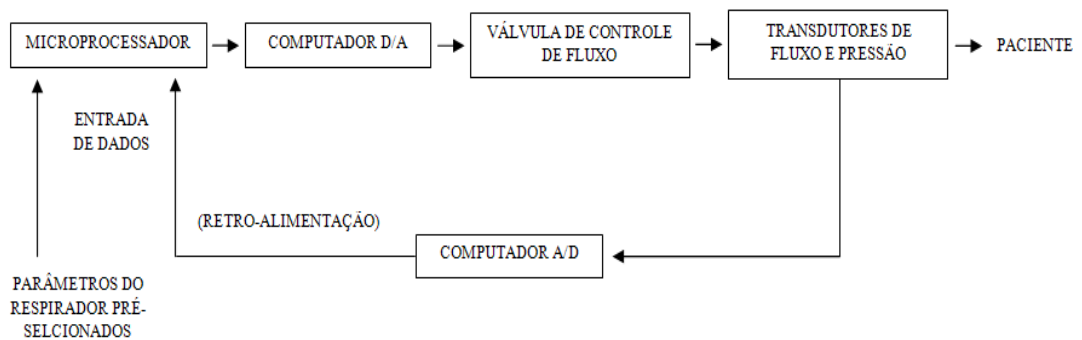 MICROPROCESSADOR
COMPUTADOR D/A
VÁLVULA DE CONTROLE
DE FLUXO
TRANSDUTORES DE
FLUXO E PRESSÃO
PACIENTE
ENTRADA
DE DADOS
(RETRO-ALIMENTAÇÃO)
COMPUTADOR A/D
PARÂMETROS DO
RESPIRADOR PRÉ-
SELCIONADOS